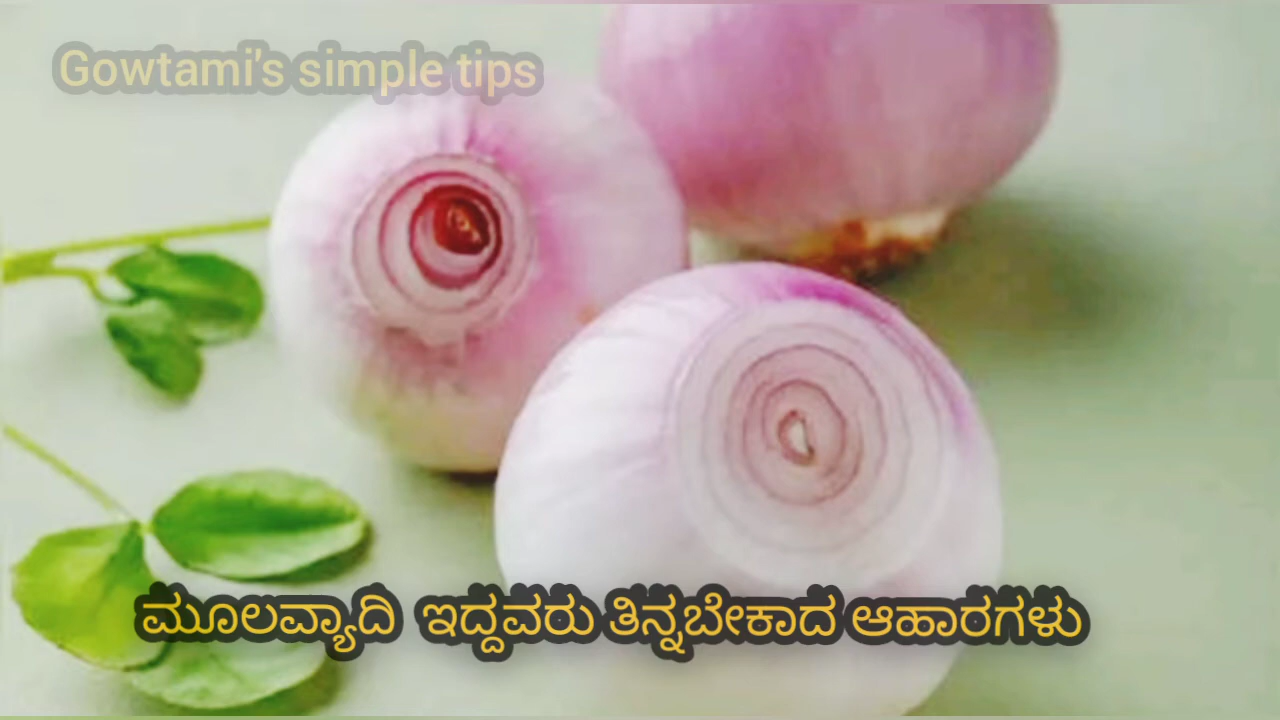 Gowtami's simple tips
ಮೂಲವ್ಯಾದಿ ಇದ್ದವರು ತಿನ್ನಬೇಕಾದ ಆಹಾರಗಳು